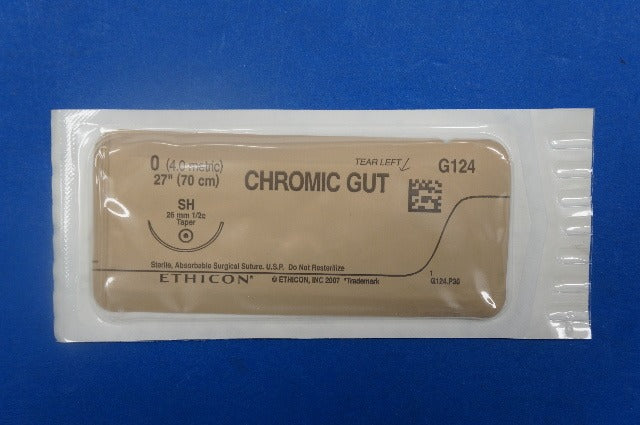 0 (4.0 metric)
27" (70 cm)
SH
26 mm 1/2c
Taper
CHROMIC GUT
TEAR LEFT
G124
Sterile, Absorbable Surgical Suture, U.S.P. Do Not Resterilize
ETHICON* © ETHICON, INC 2007 *Trademark
1
G124.P30